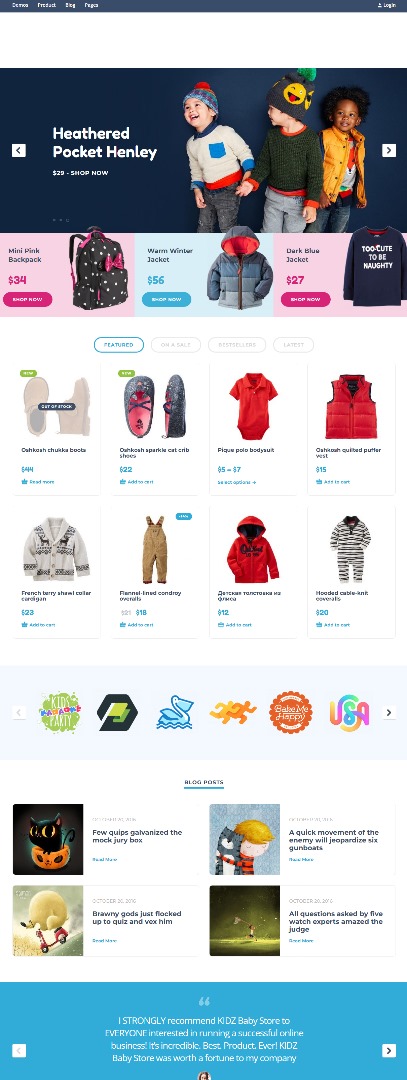 Demos Product Blog Pages Login
Heathered
Pocket Henley
$29 - SHOP NOW
Mini Pink
Backpack
$34
SHOP NOW
Warm Winter
Jacket
$56
SHOP NOW
Dark Blue
Jacket
$27
SHOP NOW
TOO CUTE
TO BE
NAUGHTY
FEATURED ON A SALE BESTSELLERS LATEST
NEW
OUT OF STOCK
Oshkosh chukka boots
$44
Read more
NEW
Oshkosh sparkle cat crib
shoes
$22
Add to cart
Pique polo bodysuit
$5 – $7
Select options →
Oshkosh quilted puffer
vest
$15
Add to cart
French terry shawl collar
cardigan
$23
Add to cart
Flannel-lined condroy
overalls
$21 $18
Add to cart
Детская толстовка из
флиса
$12
Add to cart
Hooded cable-knit
coveralls
$20
Add to cart
KIDS
PARTY
Bake Me
Happy
USA
BLOG POSTS
OCTOBER 20, 2016
Few quips galvanized the
mock jury box
Read More
OCTOBER 20, 2016
A quick movement of the
enemy will jeopardize six
gunboats
Read More
OCTOBER 20, 2016
Brawny gods just flocked
up to quiz and vex him
Read More
OCTOBER 20, 2016
All questions asked by five
watch experts amazed the
judge
Read More
I STRONGLY recommend KIDZ Baby Store to
EVERYONE interested in running a successful online
business! It's incredible. Best. Product. Ever! KIDZ
Baby Store was worth a fortune to my company